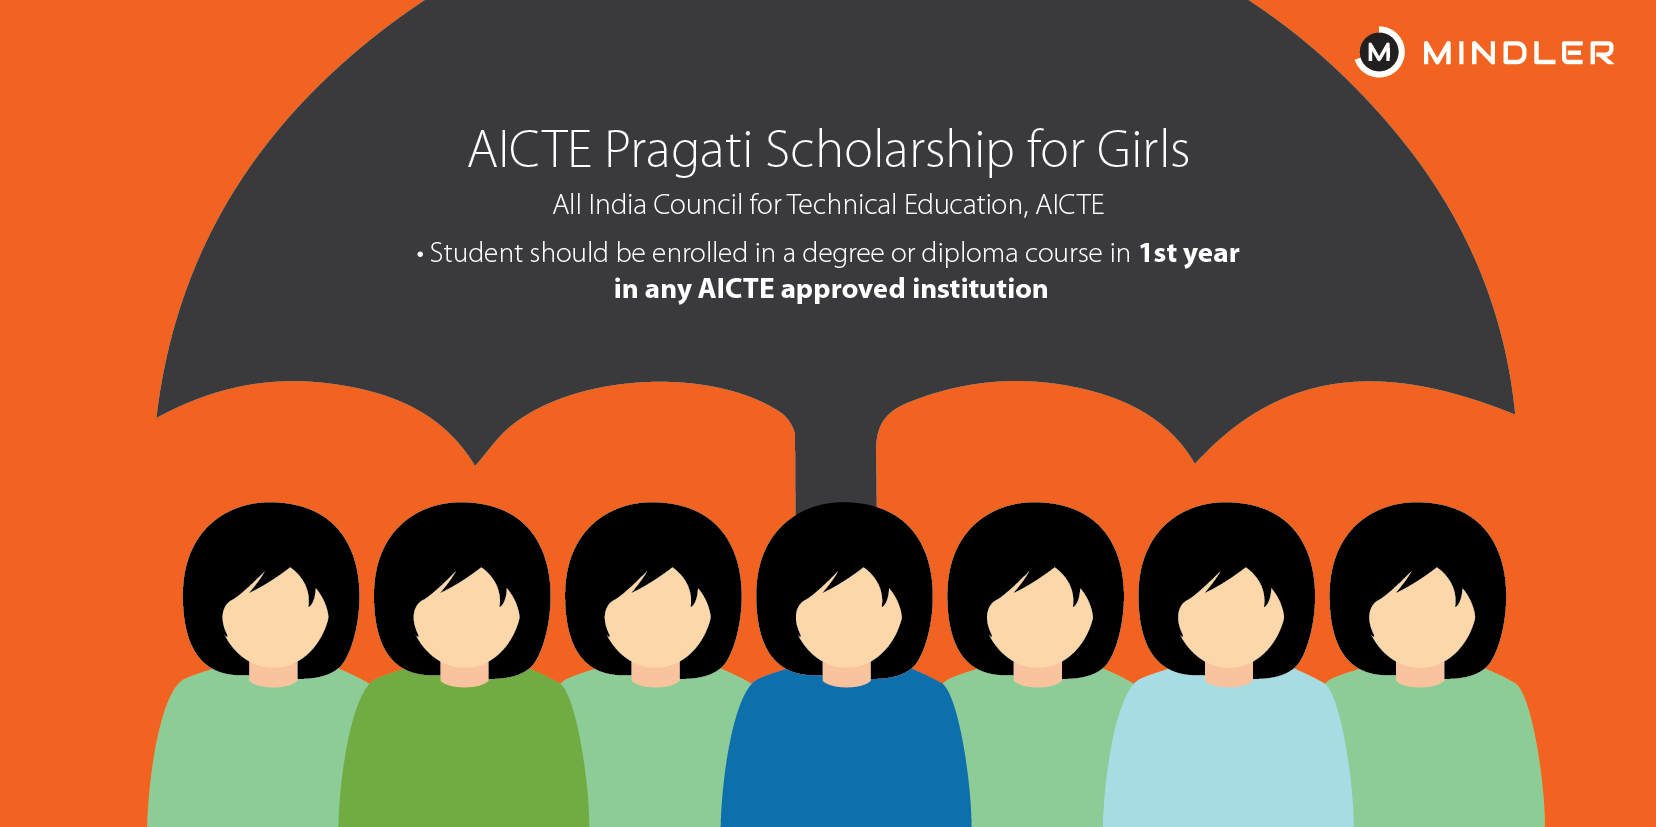 M MINDLER
AICTE Pragati Scholarship for Girls
All India Council for Technical Education, AICTE
• Student should be enrolled in a degree or diploma course in 1st year
in any AICTE approved institution